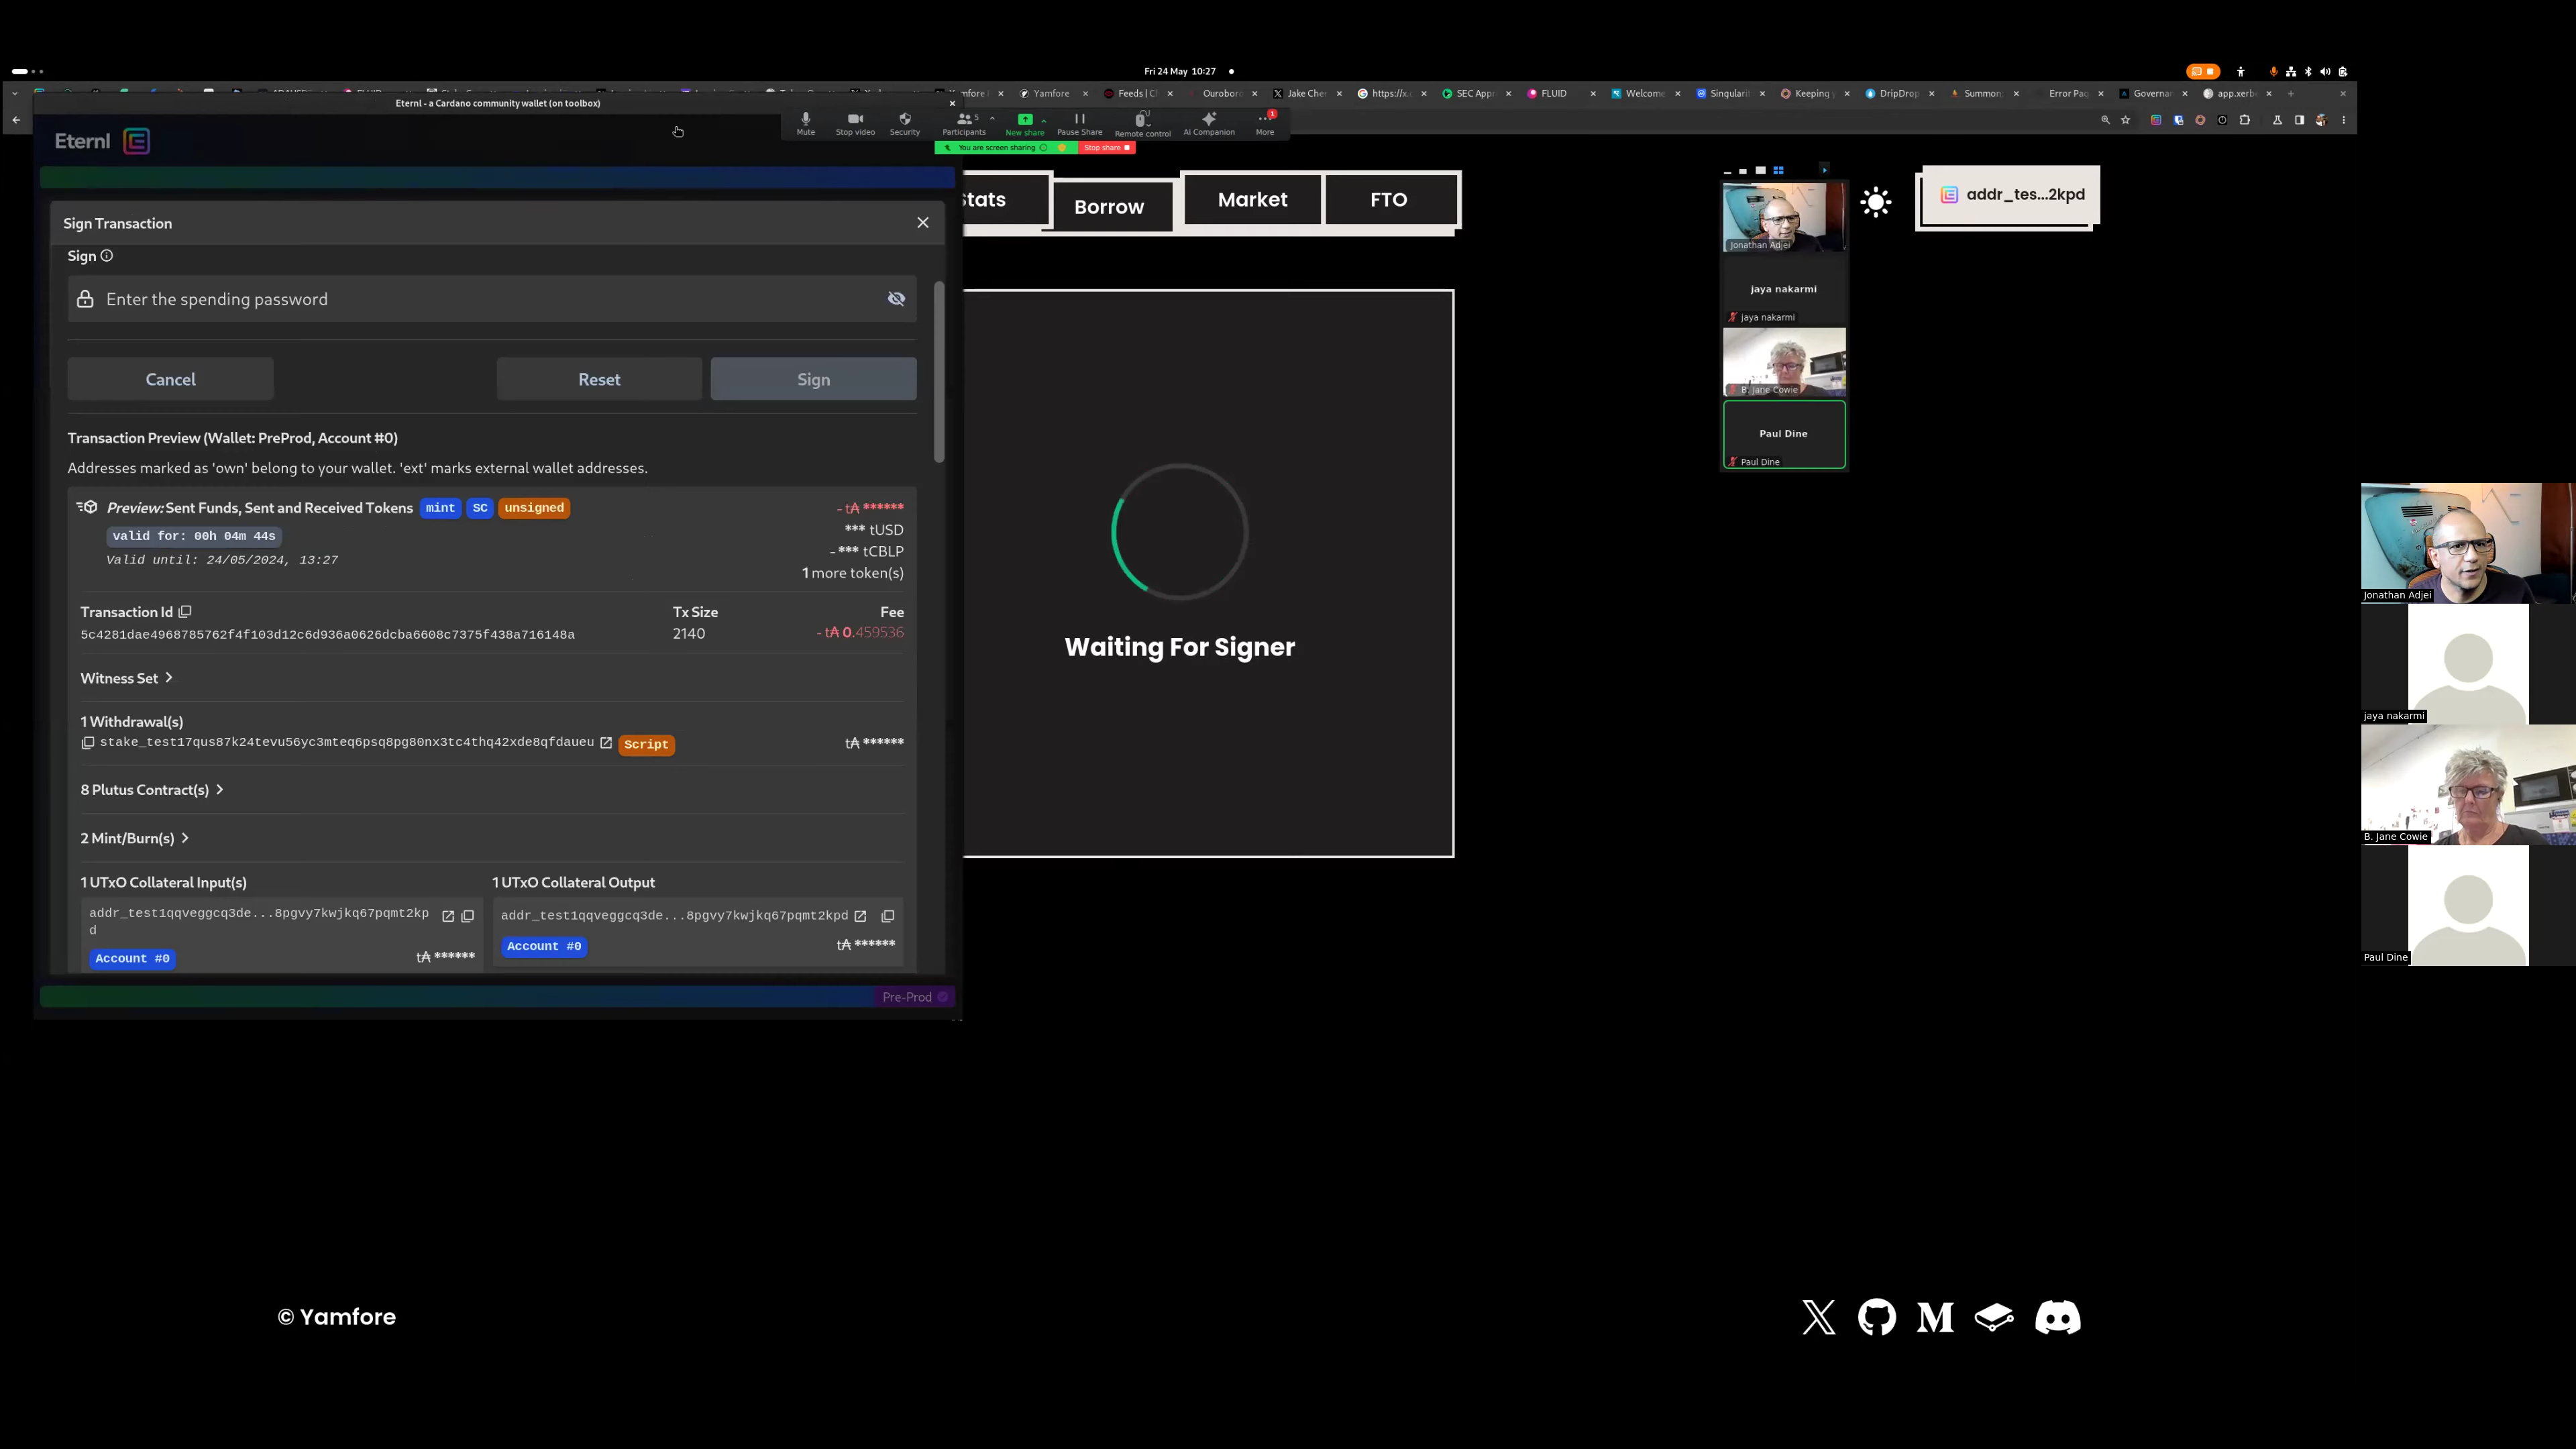 Fri 24 May 10:27
Eternl - a Cardano community wallet (on toolbox)
Yamfore
Feeds | C
Ouroboro
Jake Cher
https://x.
SEC Appr
FLUID
Welcome
Singulari
Keeping
DripDrop
Summon
Error Pag
Governan
app.xerb
Eternl
Mute
Stop video
Security
Participants
5
New share
Pause Share
Remote control
AI Companion
More
1
You are screen sharing
Stop share
Sign Transaction
Sign
Enter the spending password
Cancel
Reset
Sign
Transaction Preview (Wallet: PreProd, Account #0)
Addresses marked as 'own' belong to your wallet. 'ext' marks external wallet addresses.
Preview: Sent Funds, Sent and Received Tokens mint SC unsigned
- t₳ ******
valid for: 00h 04m 44s
*** tUSD
Valid until: 24/05/2024, 13:27
- *** tCBLP
1 more token(s)
Transaction Id
Tx Size
Fee
5c4281dae4968785762f4f103d12c6d936a0626dcba6608c7375f438a716148a
2140
- t₳ 0.459536
Witness Set
1 Withdrawal(s)
stake_test17qus87k24tevu56yc3mteq6psq8pg80nx3tc4thq42xde8qfdaueu
Script
t₳ ******
8 Plutus Contract(s)
2 Mint/Burn(s)
1 UTxO Collateral Input(s)
1 UTxO Collateral Output
addr_test1qqveggcq3de...8pgvy7kwjkq67pqmt2kp
d
Account #0
t₳ ******
addr_test1qqveggcq3de...8pgvy7kwjkq67pqmt2kpd
Account #0
t₳ ******
Pre-Prod
Stats
Borrow
Market
FTO
addr_tes...2kpd
Waiting For Signer
Jonathan Adjei
jaya nakarmi
jaya nakarmi
B. Jane Cowie
Paul Dine
Paul Dine
Jonathan Adjei
jaya nakarmi
B. Jane Cowie
Paul Dine
© Yamfore